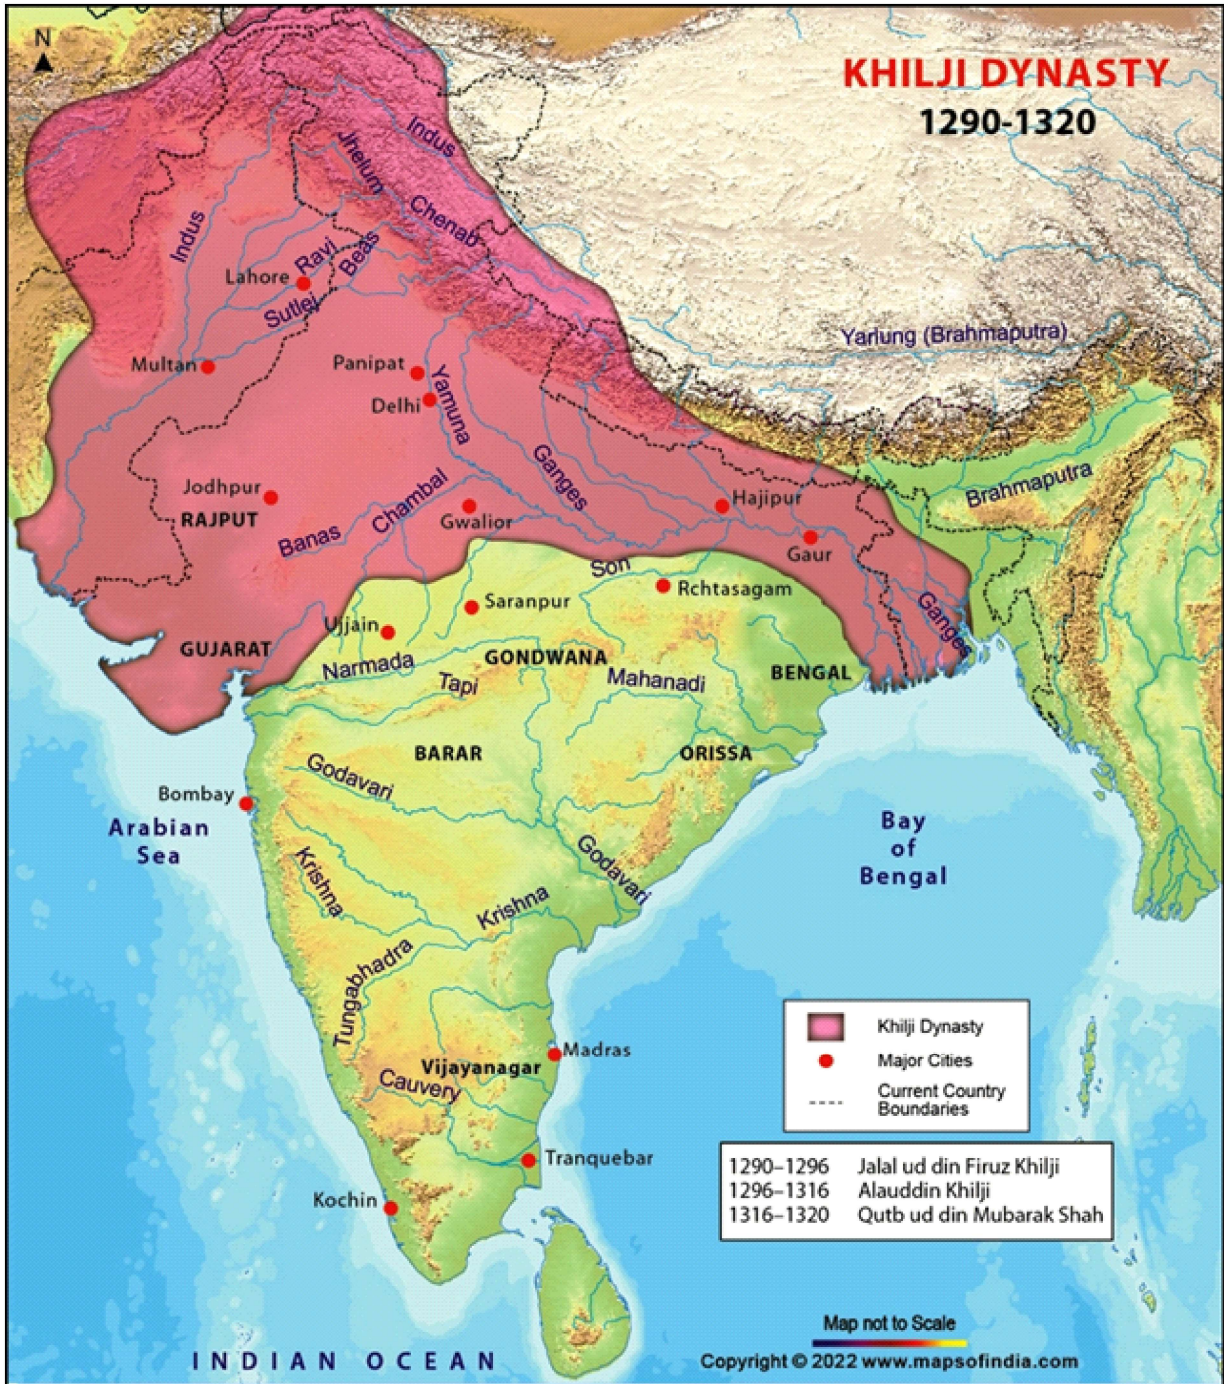 N
KHILJI DYNASTY
1290-1320
Indus
Jhelum
Chenab
Indus
Ravi
Beas
Lahore
Sutlej
Yarlung (Brahmaputra)
Multan
Panipat
Delhi
Yamuna
Ganges
Brahmaputra
Jodhpur
RAJPUT
Banas
Chambal
Gwalior
Hajipur
Gaur
Son
Rchtasagam
Saranpur
Ujjain
Ganges
GUJARAT
Narmada
GONDWANA
Tapi
Mahanadi
BENGAL
BARAR
ORISSA
Godavari
Bombay
Arabian
Sea
Bay
of
Bengal
Godavari
Krishna
Krishna
Tungabhadra
Madras
Vijayanagar
Cauvery
Tranquebar
Kochin
Khilji Dynasty
Major Cities
Current Country
Boundaries
1290–1296 Jalal ud din Firuz Khilji
1296–1316 Alauddin Khilji
1316–1320 Qutb ud din Mubarak Shah
Map not to Scale
INDIAN OCEAN
Copyright © 2022 www.mapsofindia.com